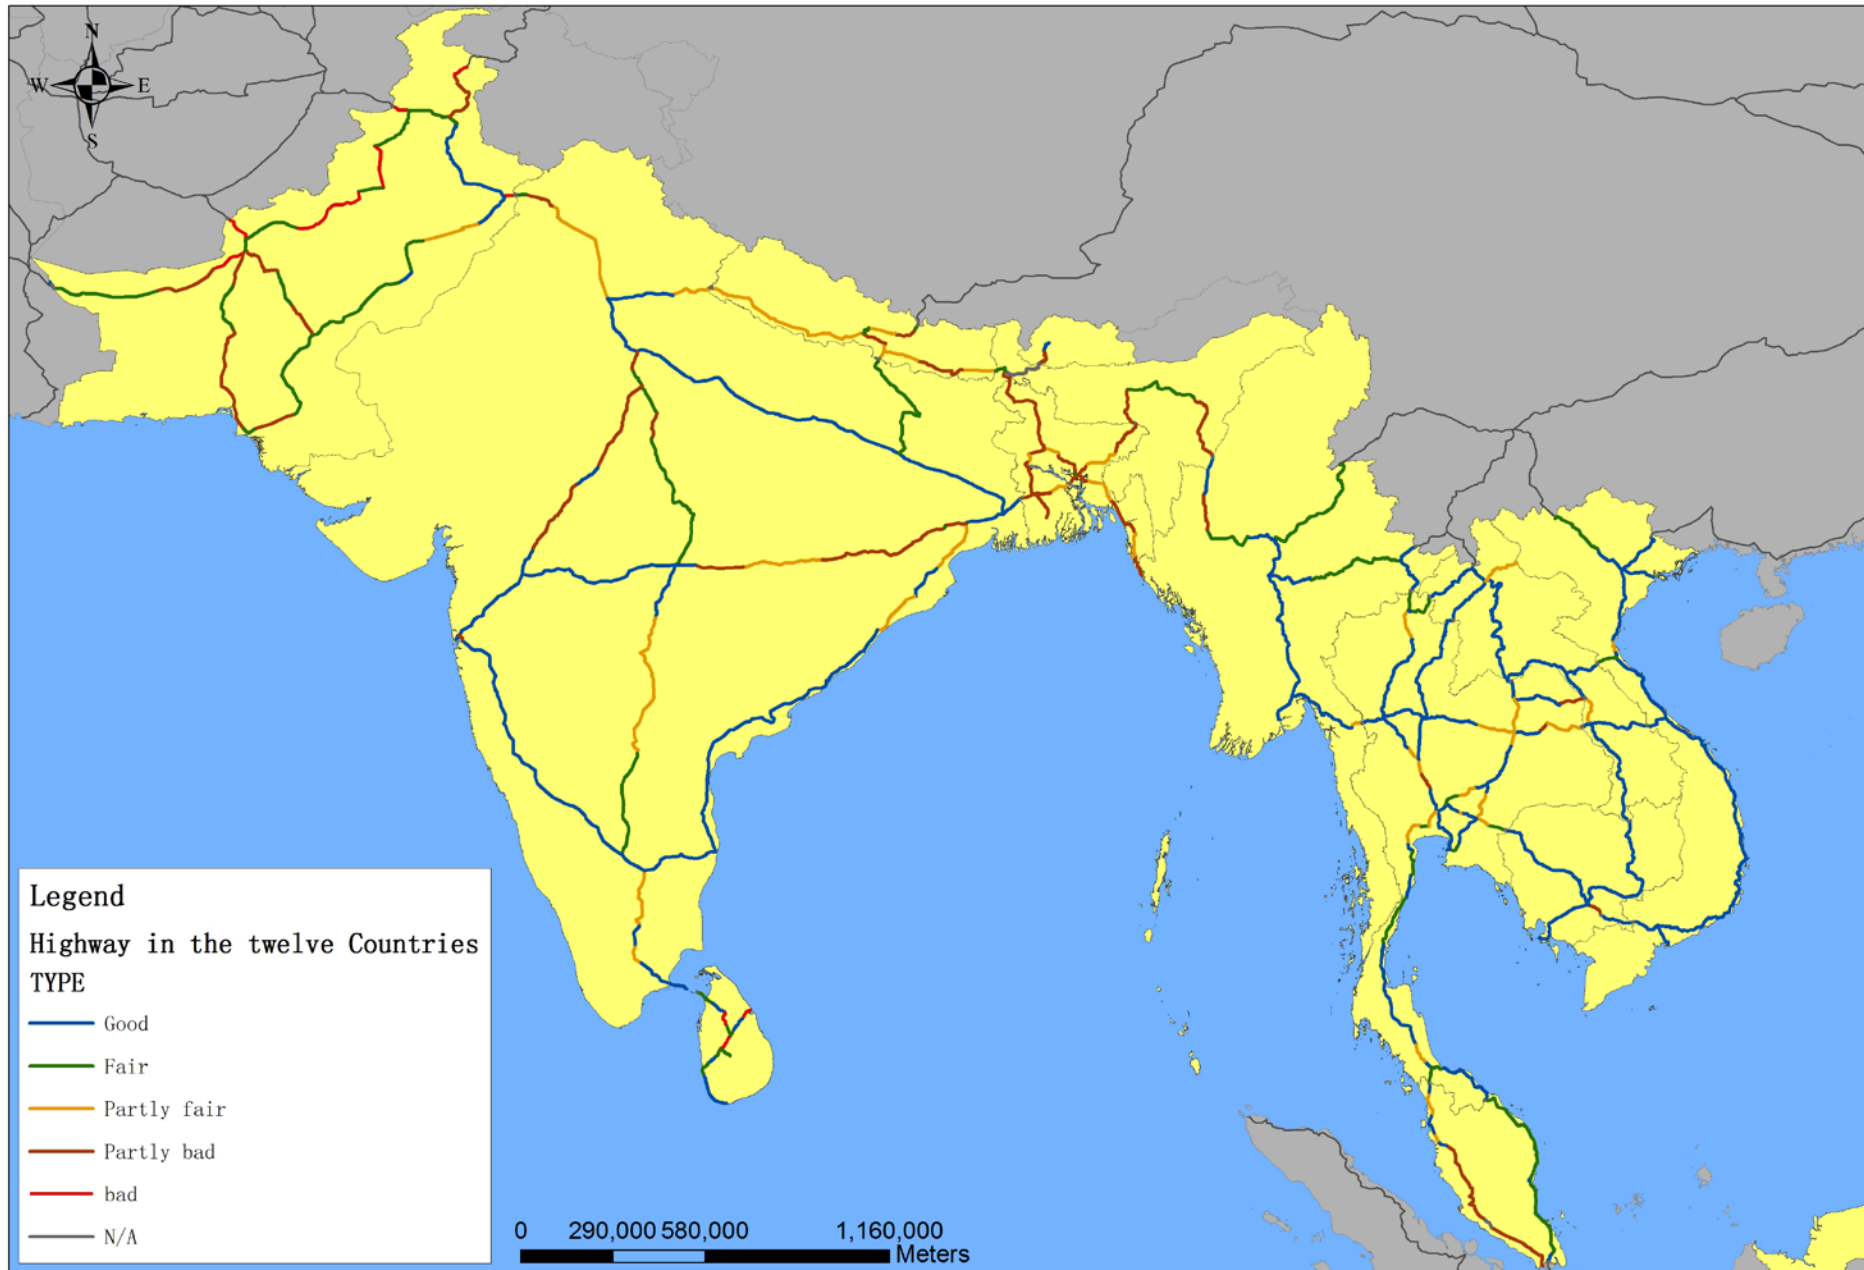 N
W E
S
Legend
Highway in the twelve Countries
TYPE
Good
Fair
Partly fair
Partly bad
bad
N/A
0 290,000 580,000 1,160,000
Meters